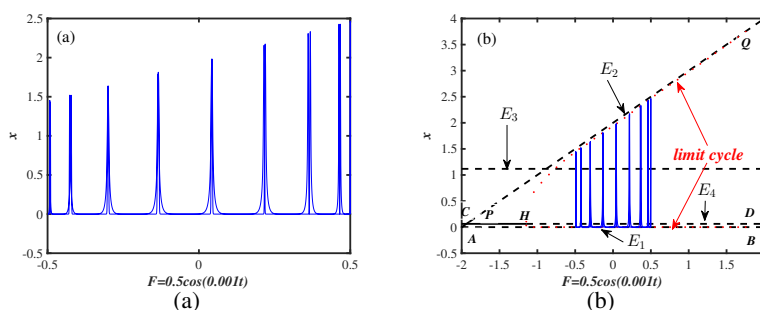 (a)
2.5
2
1.5
1
0.5
0
-0.5
x
-0.5 0 0.5
F=0.5cos(0.001t)
(a)
(b)
4
3.5
3
2.5
2
1.5
1
0.5
0
-0.5
x
Q
E2
E3
limit cycle
E4
C P H D
A E1 B
-2 -1.5 -1 -0.5 0 0.5 1 1.5
F=0.5cos(0.001t)
(b)